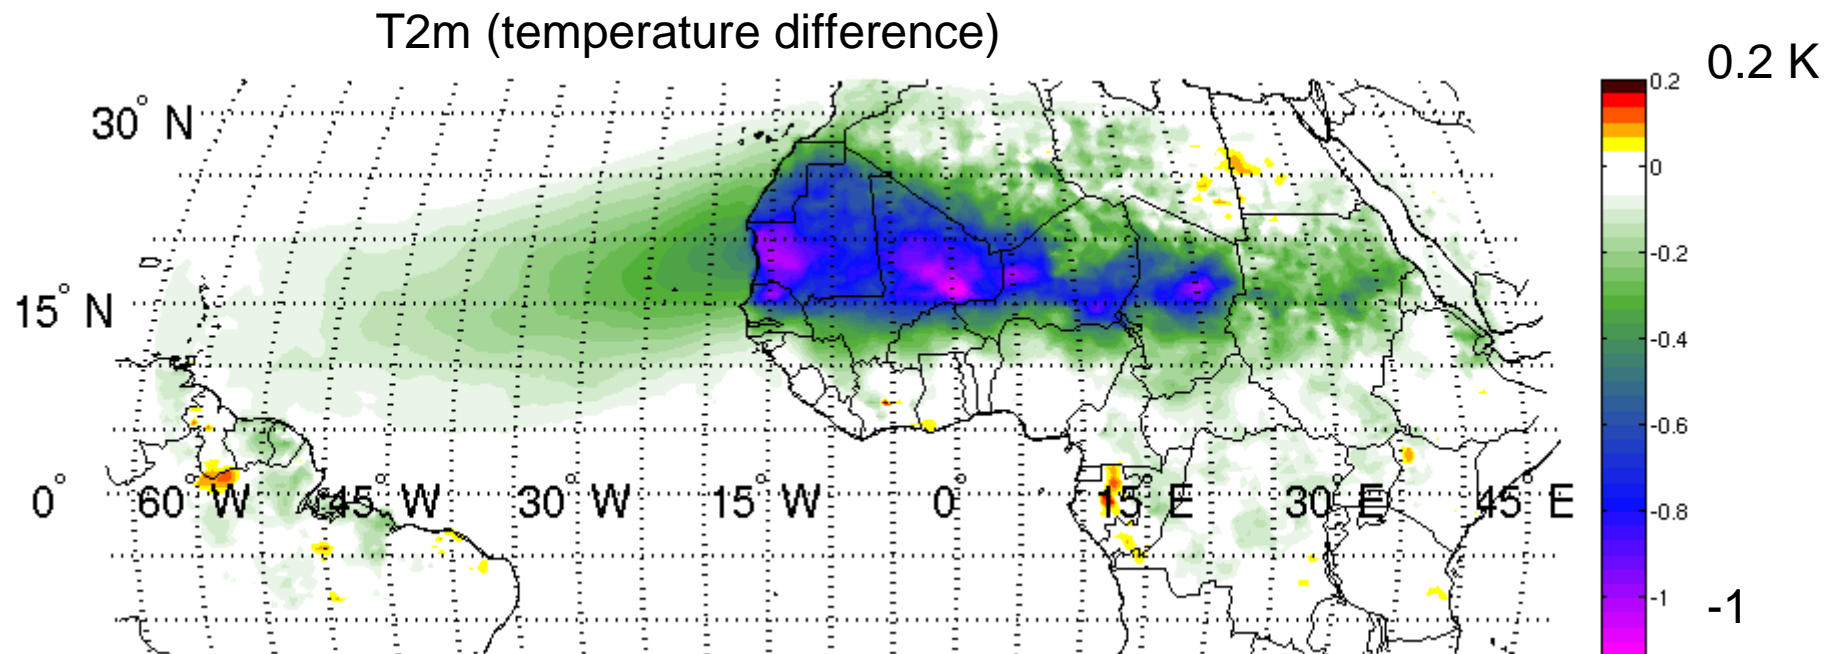 T2m (temperature difference)
0.2 K
0.2
0
-0.2
-0.4
-0.6
-0.8
-1
-1
30° N
15° N
0°
60° W
45° W
30° W
15° W
0°
15° E
30° E
45° E